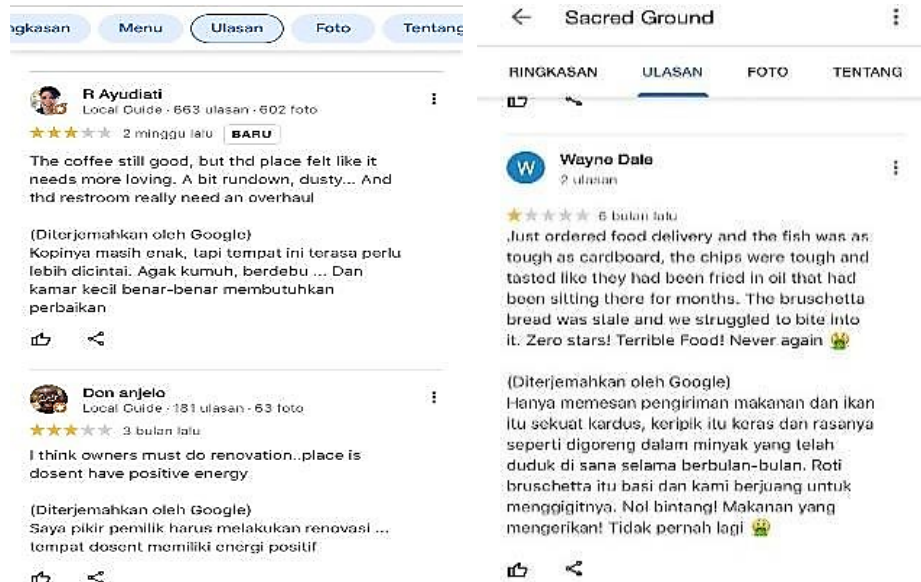 ngkasan Menu Ulasan Foto Tentang
R Ayudiati
Local Guide · 663 ulasan · 602 foto
2 minggu lalu BARU
The coffee still good, but thd place felt like it
needs more loving. A bit rundown, dusty... And
thd restroom really need an overhaul
(Diterjemahkan oleh Google)
Kopinya masih enak, tapi tempat ini terasa perlu
lebih dicintai. Agak kumuh, berdebu ... Dan
kamar kecil benar-benar membutuhkan
perbaikan
Don anjelo
Local Guide · 181 ulasan · 63 foto
3 bulan lalu
I think owners must do renovation..place is
dosent have positive energy
(Diterjemahkan oleh Google)
Saya pikir pemilik harus melakukan renovasi ...
tempat dosent memiliki energi positif
Sacred Ground
RINGKASAN ULASAN FOTO TENTANG
W
Wayne Dale
2 ulasan
6 bulan lalu
Just ordered food delivery and the fish was as
tough as cardboard, the chips were tough and
tasted like they had been fried in oil that had
been sitting there for months. The bruschetta
bread was stale and we struggled to bite into
it. Zero stars! Terrible Food! Never again 🤮
(Diterjemahkan oleh Google)
Hanya memesan pengiriman makanan dan ikan
itu sekuat kardus, keripik itu keras dan rasanya
seperti digoreng dalam minyak yang telah
duduk di sana selama berbulan-bulan. Roti
bruschetta itu basi dan kami berjuang untuk
menggigitnya. Nol bintang! Makanan yang
mengerikan! Tidak pernah lagi 🤮